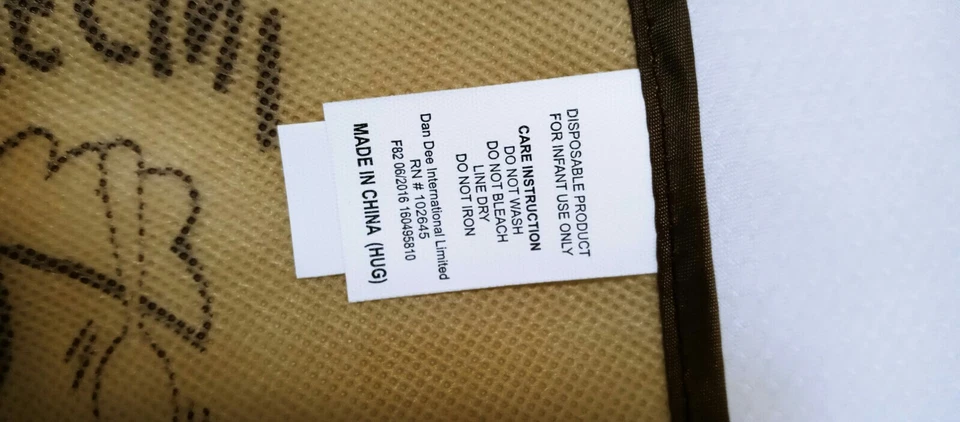 DISPOSABLE PRODUCT
FOR INFANT USE ONLY
CARE INSTRUCTION
DO NOT WASH
DO NOT BLEACH
LINE DRY
DO NOT IRON
Dan Dee International Limited
RN # 102645
F82 06/2016 160495810
MADE IN CHINA (HUG)